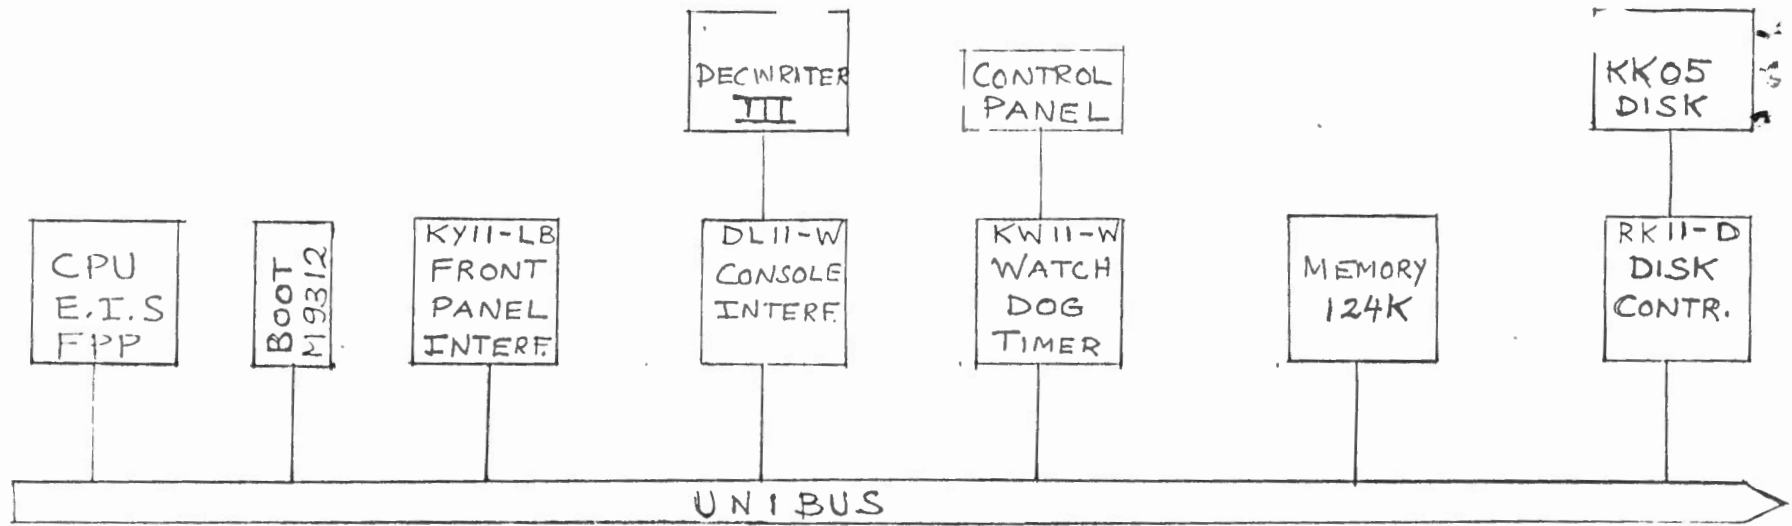 DECWRITER
III
CONTROL
PANEL
KK05
DISK
CPU
E.I.S
FPP
BOOT
M9312
KY11-LB
FRONT
PANEL
INTERF.
DL11-W
CONSOLE
INTERF.
KW11-W
WATCH
DOG
TIMER
MEMORY
124K
RK11-D
DISK
CONTR.
UNIBUS